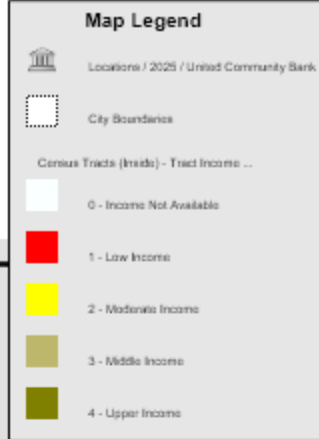 Map Legend
Locations / 2025 / United Community Bank
City Boundaries
Census Tracts (Inside) - Tract Income ...
0 - Income Not Available
1 - Low Income
2 - Moderate Income
3 - Middle Income
4 - Upper Income